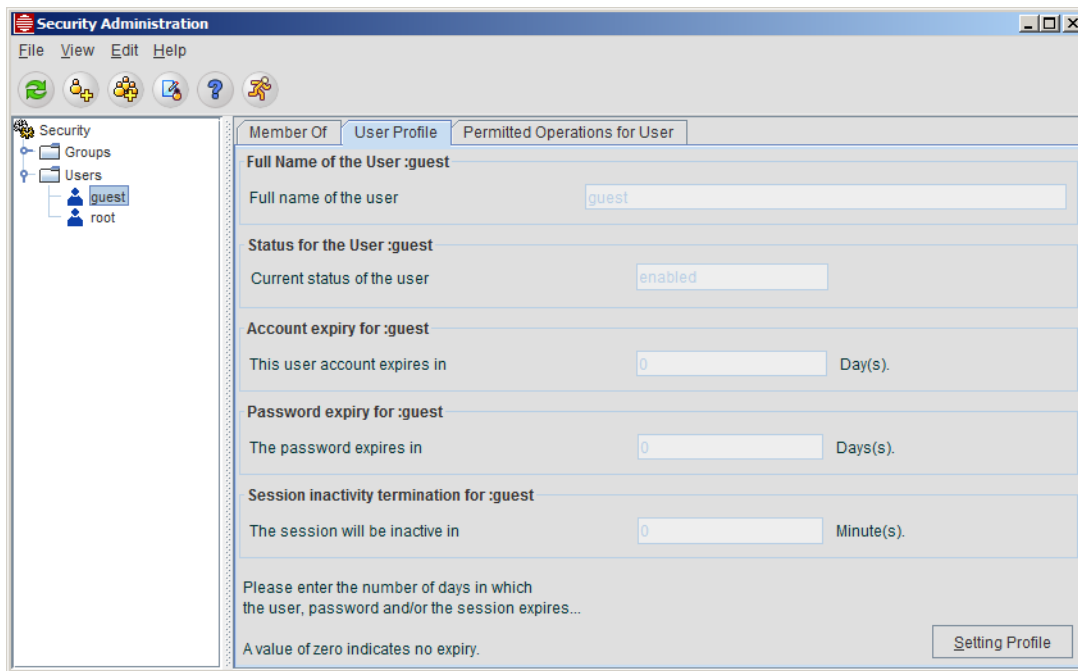 Security Administration
File View Edit Help
Security
Groups
Users
guest
root
Member Of User Profile Permitted Operations for User
Full Name of the User :guest
Full name of the user guest
Status for the User :guest
Current status of the user enabled
Account expiry for :guest
This user account expires in 0 Day(s).
Password expiry for :guest
The password expires in 0 Days(s).
Session inactivity termination for :guest
The session will be inactive in 0 Minute(s).
Please enter the number of days in which
the user, password and/or the session expires...
A value of zero indicates no expiry.
Setting Profile